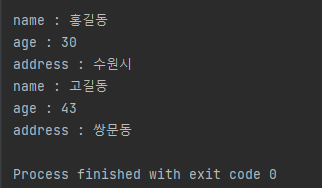 name : 홍길동
age : 30
address : 수원시
name : 고길동
age : 43
address : 쌍문동
Process finished with exit code 0